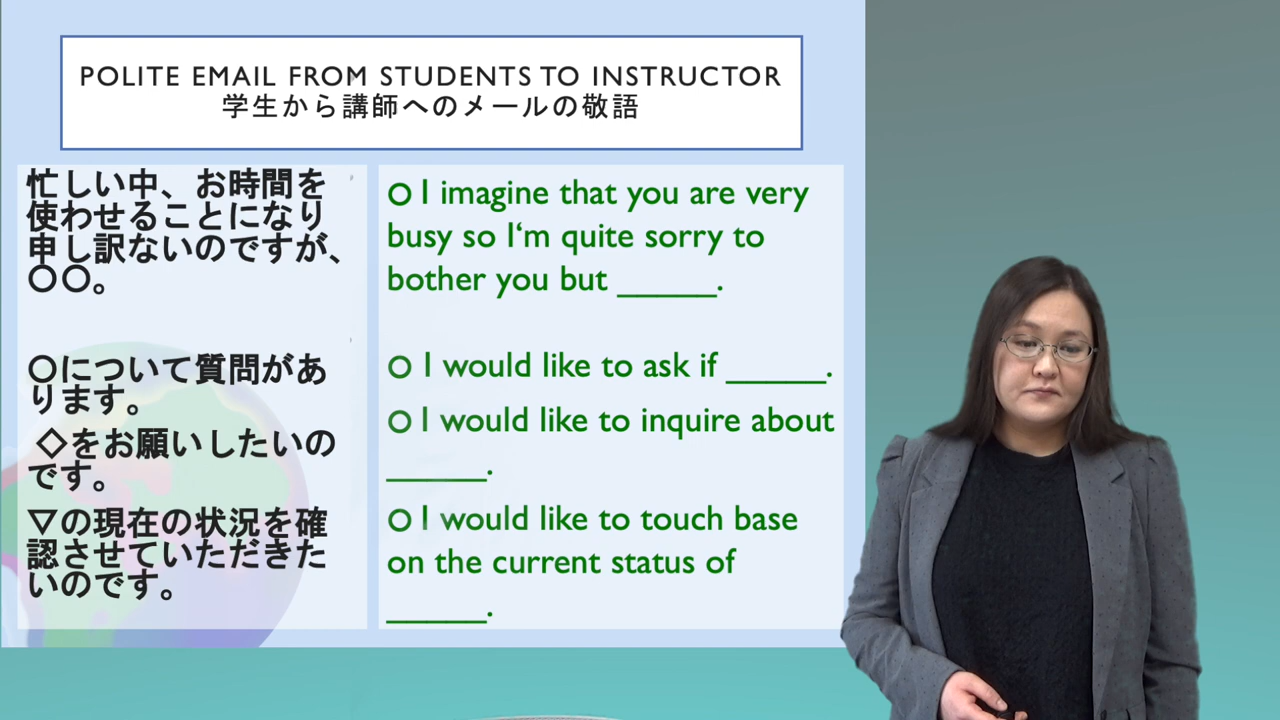 POLITE EMAIL FROM STUDENTS TO INSTRUCTOR
学生から講師へのメールの敬語
忙しい中、お時間を
使わせることになり
申し訳ないのですが、
〇〇。
〇について質問があ
ります。
◇をお願いしたいの
です。
▽の現在の状況を確
認させていただきた
いのです。
O I imagine that you are very
busy so I‘m quite sorry to
bother you but _____.
O I would like to ask if _____.
O I would like to inquire about
_____.
O I would like to touch base
on the current status of
_____.